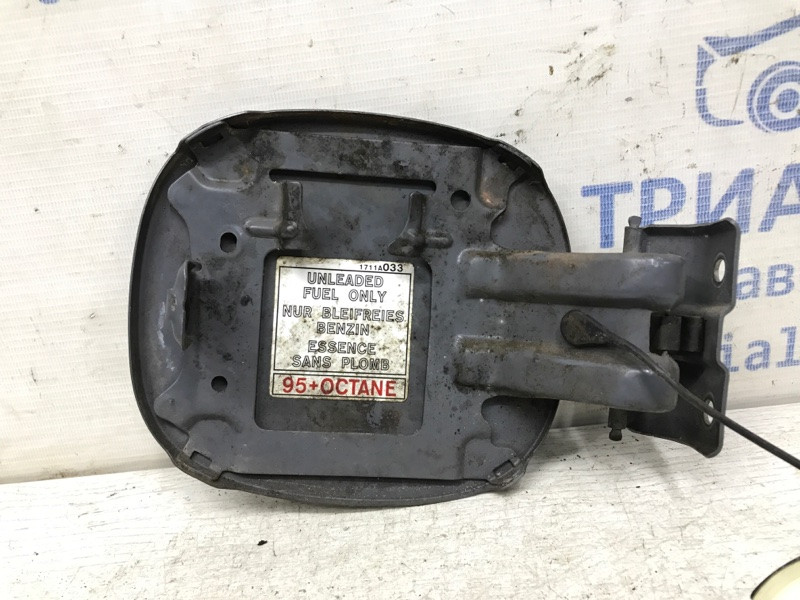 1711A033
UNLEADED
FUEL ONLY
NUR BLEIFREIES
BENZIN
ESSENCE
SANS PLOMB
95+OCTANE
ТРИА